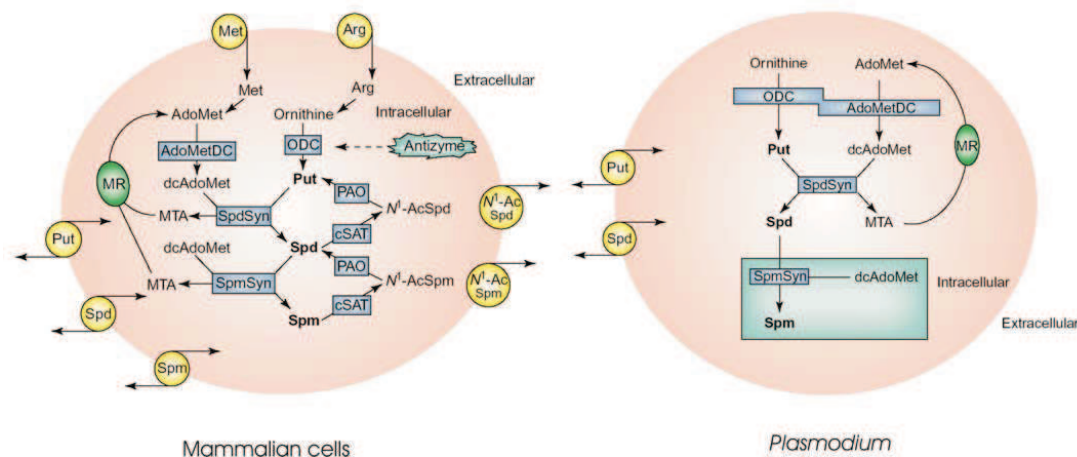 Met
Arg
Extracellular
Met
Arg
Intracellular
AdoMet
Ornithine
AdoMetDC
ODC
Antizyme
MR
dcAdoMet
Put
PAO
N¹-AcSpd
N¹-Ac
Spd
MTA
SpdSyn
cSAT
Put
dcAdoMet
Spd
PAO
MTA
SpmSyn
N¹-AcSpm
N¹-Ac
Spm
Spd
Spm
cSAT
Spm
Mammalian cells
Ornithine
AdoMet
ODC
AdoMetDC
Put
Put
dcAdoMet
MR
SpdSyn
Spd
Spd
MTA
SpmSyn
dcAdoMet
Intracellular
Spm
Extracellular
Plasmodium